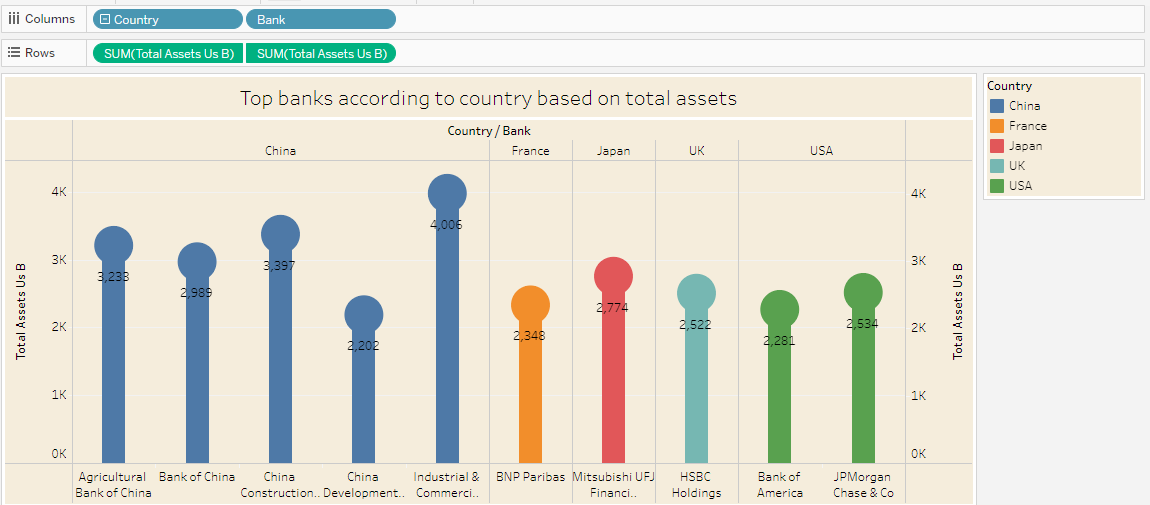 Columns
Country
Bank
Rows
SUM(Total Assets Us B)
SUM(Total Assets Us B)
Top banks according to country based on total assets
Country / Bank
China
France
Japan
UK
USA
Total Assets Us B
4K
3K
2K
1K
0K
3,233
2,989
3,397
2,202
4,006
2,348
2,774
2,522
2,281
2,534
4K
3K
2K
1K
0K
Total Assets Us B
Agricultural
Bank of China
Bank of China
China
Construction..
China
Development..
Industrial &
Commerci..
BNP Paribas
Mitsubishi UFJ
Financi..
HSBC
Holdings
Bank of
America
JPMorgan
Chase & Co
Country
China
France
Japan
UK
USA